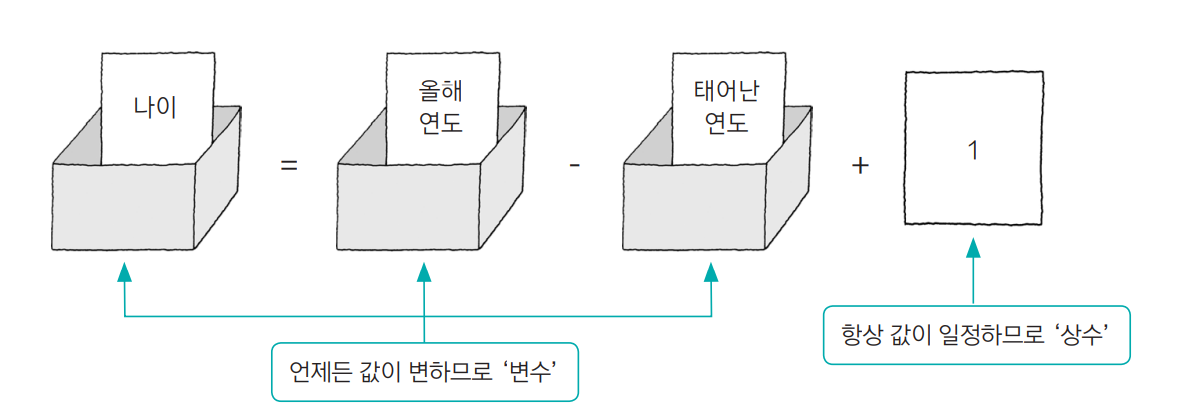 나이
=
올해
연도
-
태어난
연도
+
1
언제든 값이 변하므로 ‘변수’
항상 값이 일정하므로 ‘상수’